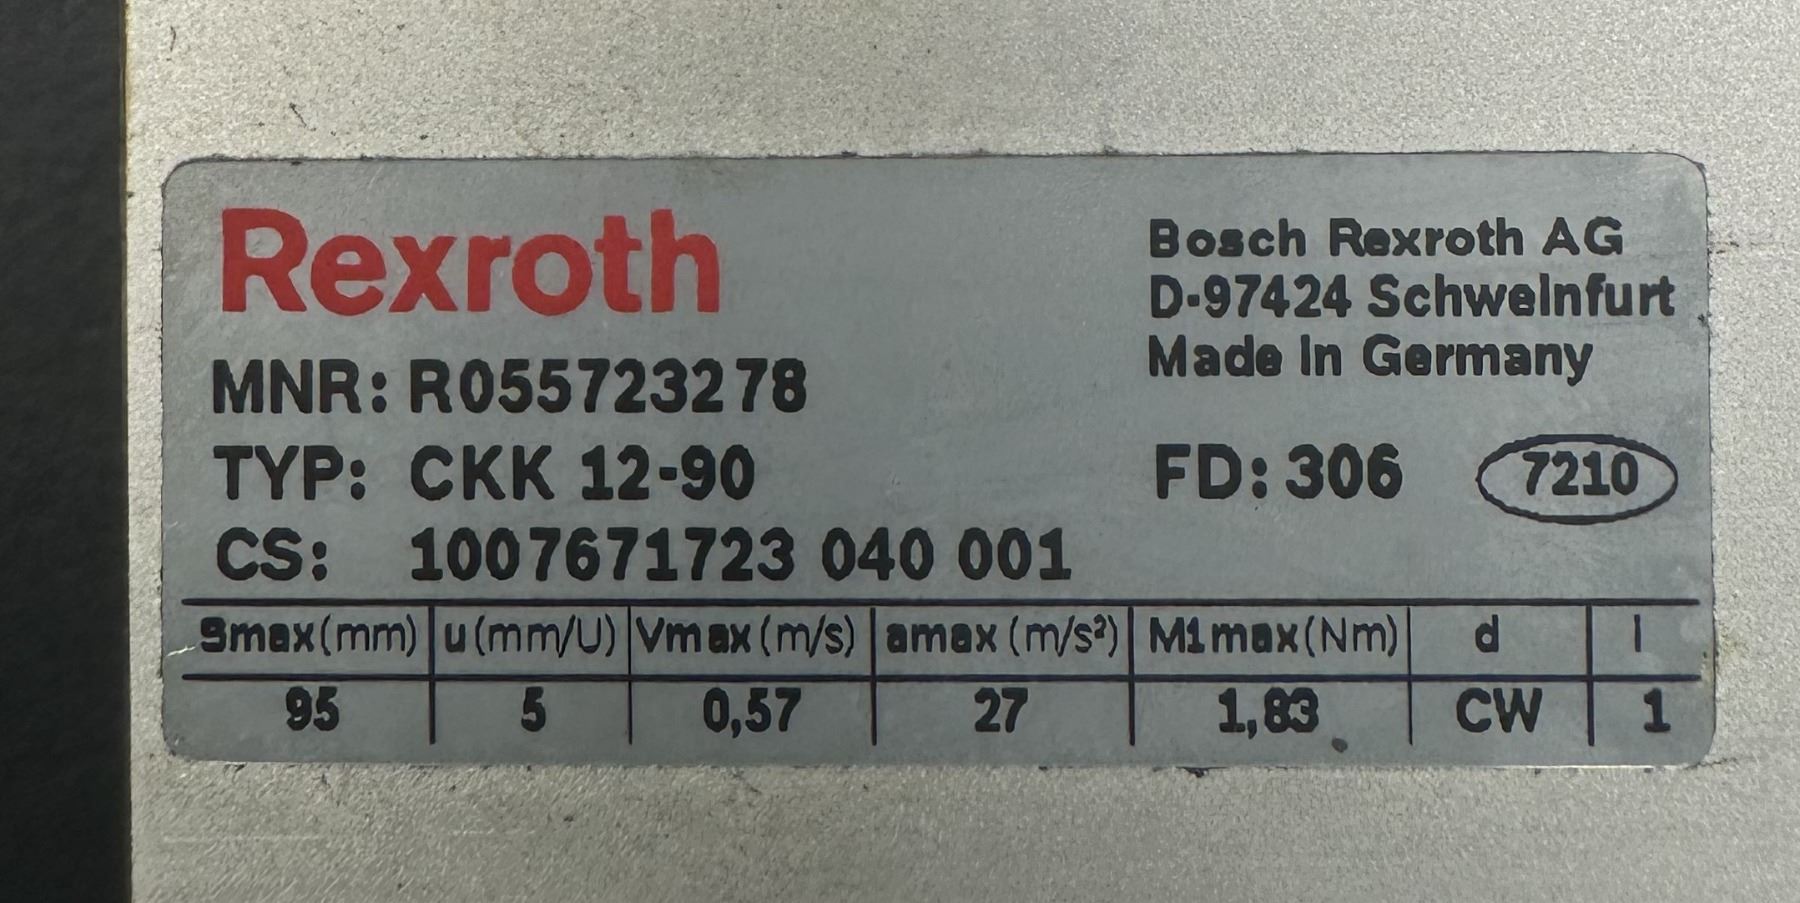 Rexroth
Bosch Rexroth AG
D-97424 Schweinfurt
Made in Germany
MNR: R055723278
TYP: CKK 12-90
FD: 306 7210
CS: 1007671723 040 001
Smax (mm) u (mm/U) Vmax (m/s) amax (m/s²) M1max (Nm) d i
95 5 0,57 27 1,83 CW 1